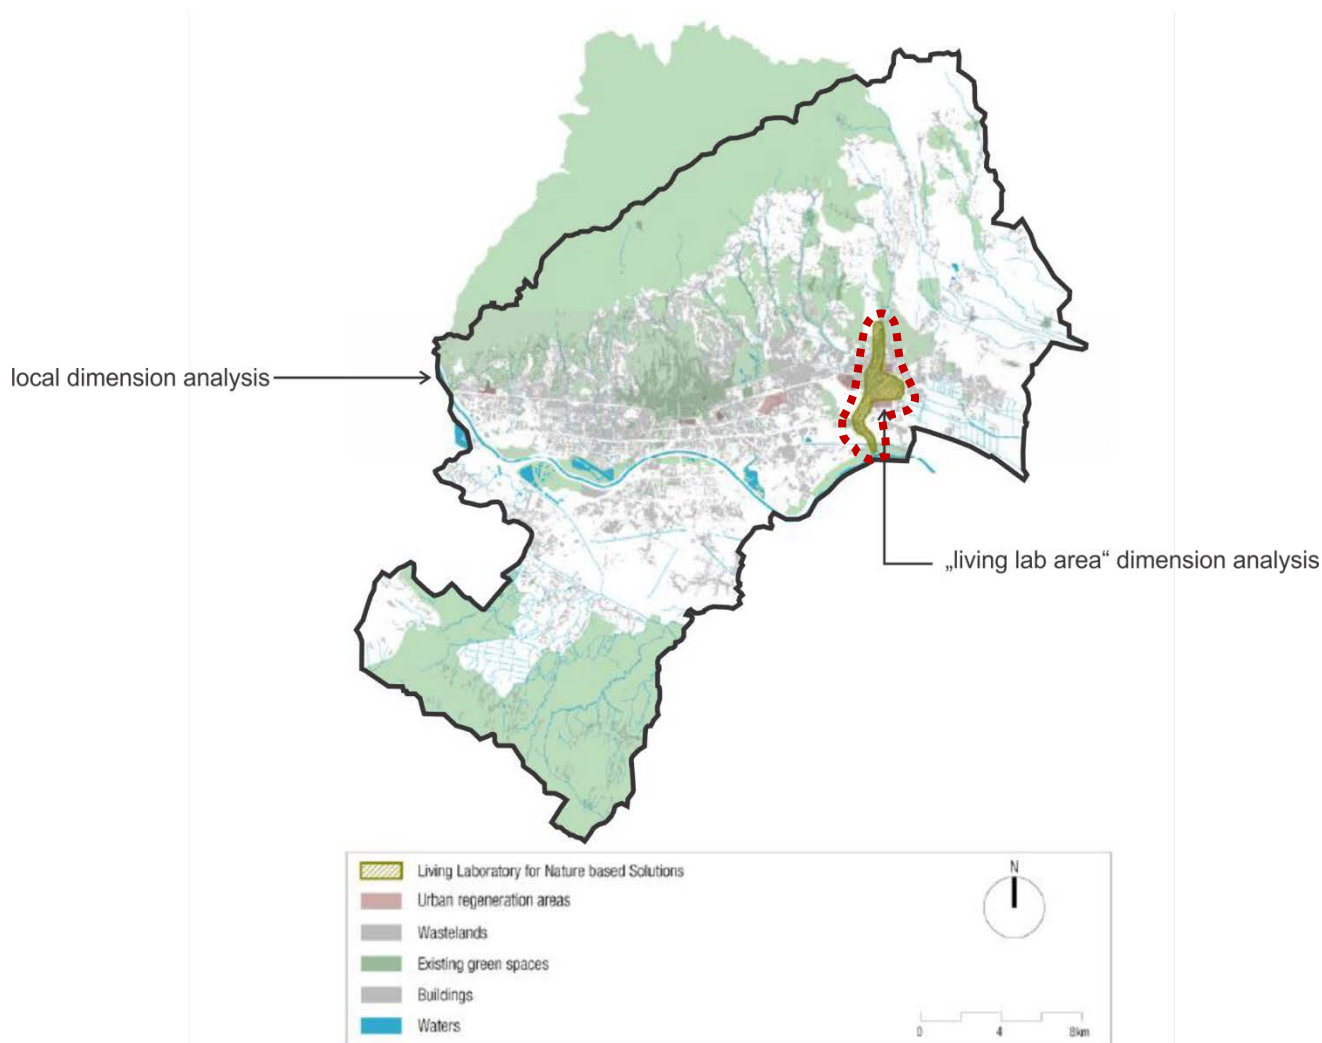 local dimension analysis
„living lab area“ dimension analysis
Living Laboratory for Nature based Solutions
N
Urban regeneration areas
Wastelands
Existing green spaces
Buildings
Waters
0 4 8km